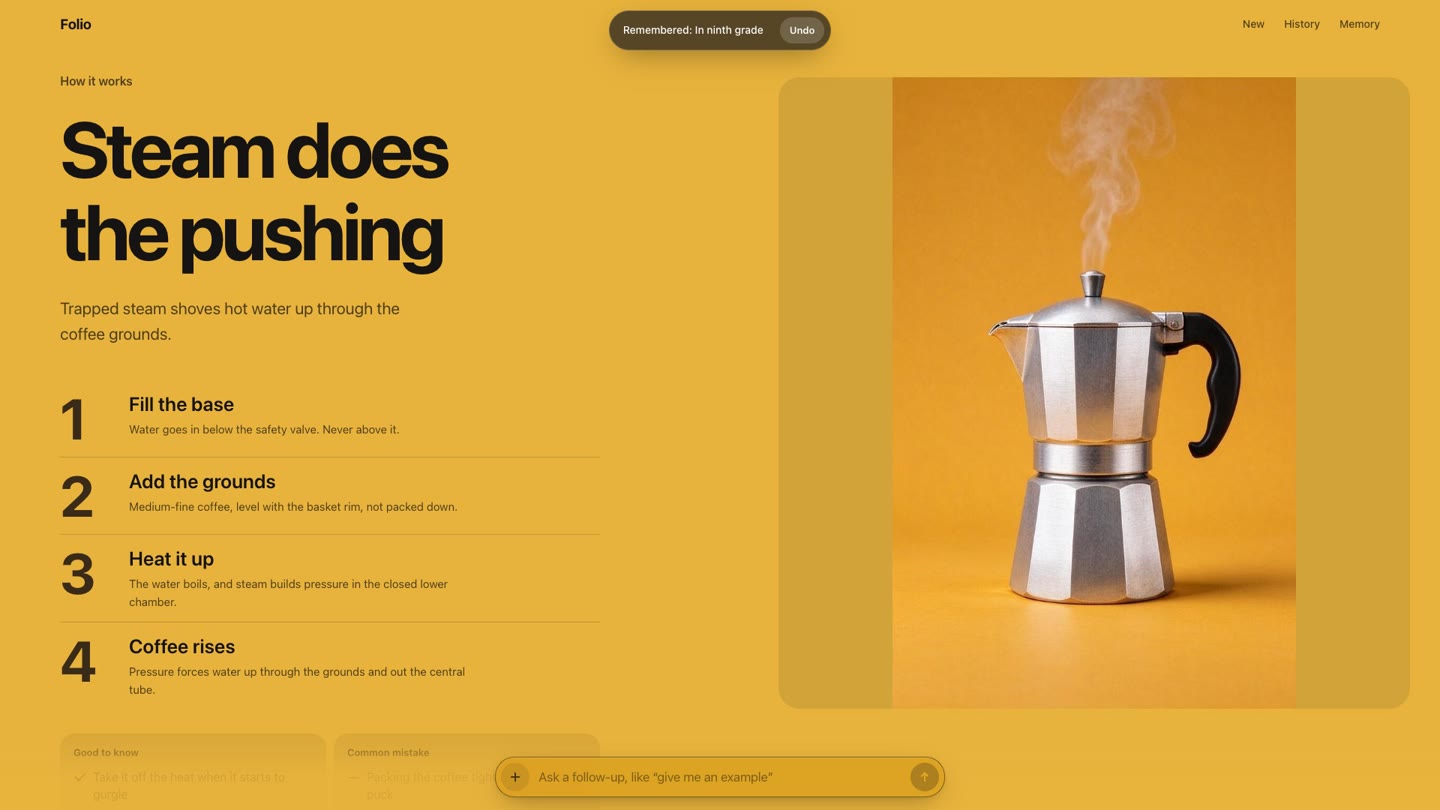 Folio
Remembered: In ninth grade
Undo
New
History
Memory
How it works
Steam does
the pushing
Trapped steam shoves hot water up through the
coffee grounds.
1
Fill the base
Water goes in below the safety valve. Never above it.
2
Add the grounds
Medium-fine coffee, level with the basket rim, not packed down.
3
Heat it up
The water boils, and steam builds pressure in the closed lower
chamber.
4
Coffee rises
Pressure forces water up through the grounds and out the central
tube.
Good to know
Take it off the heat when it starts to
gurgle
Common mistake
Packing the coffee
puck
Ask a follow-up, like “give me an example”